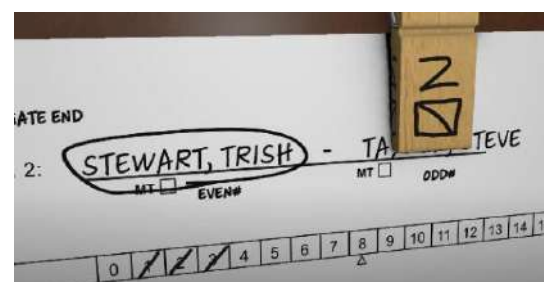 N
ATE END
2: STEWART, TRISH - TA TEVE
MT EVEN# MT ODD#
0 1 2 3 4 5 6 7 8 9 10 11 12 13 14 1